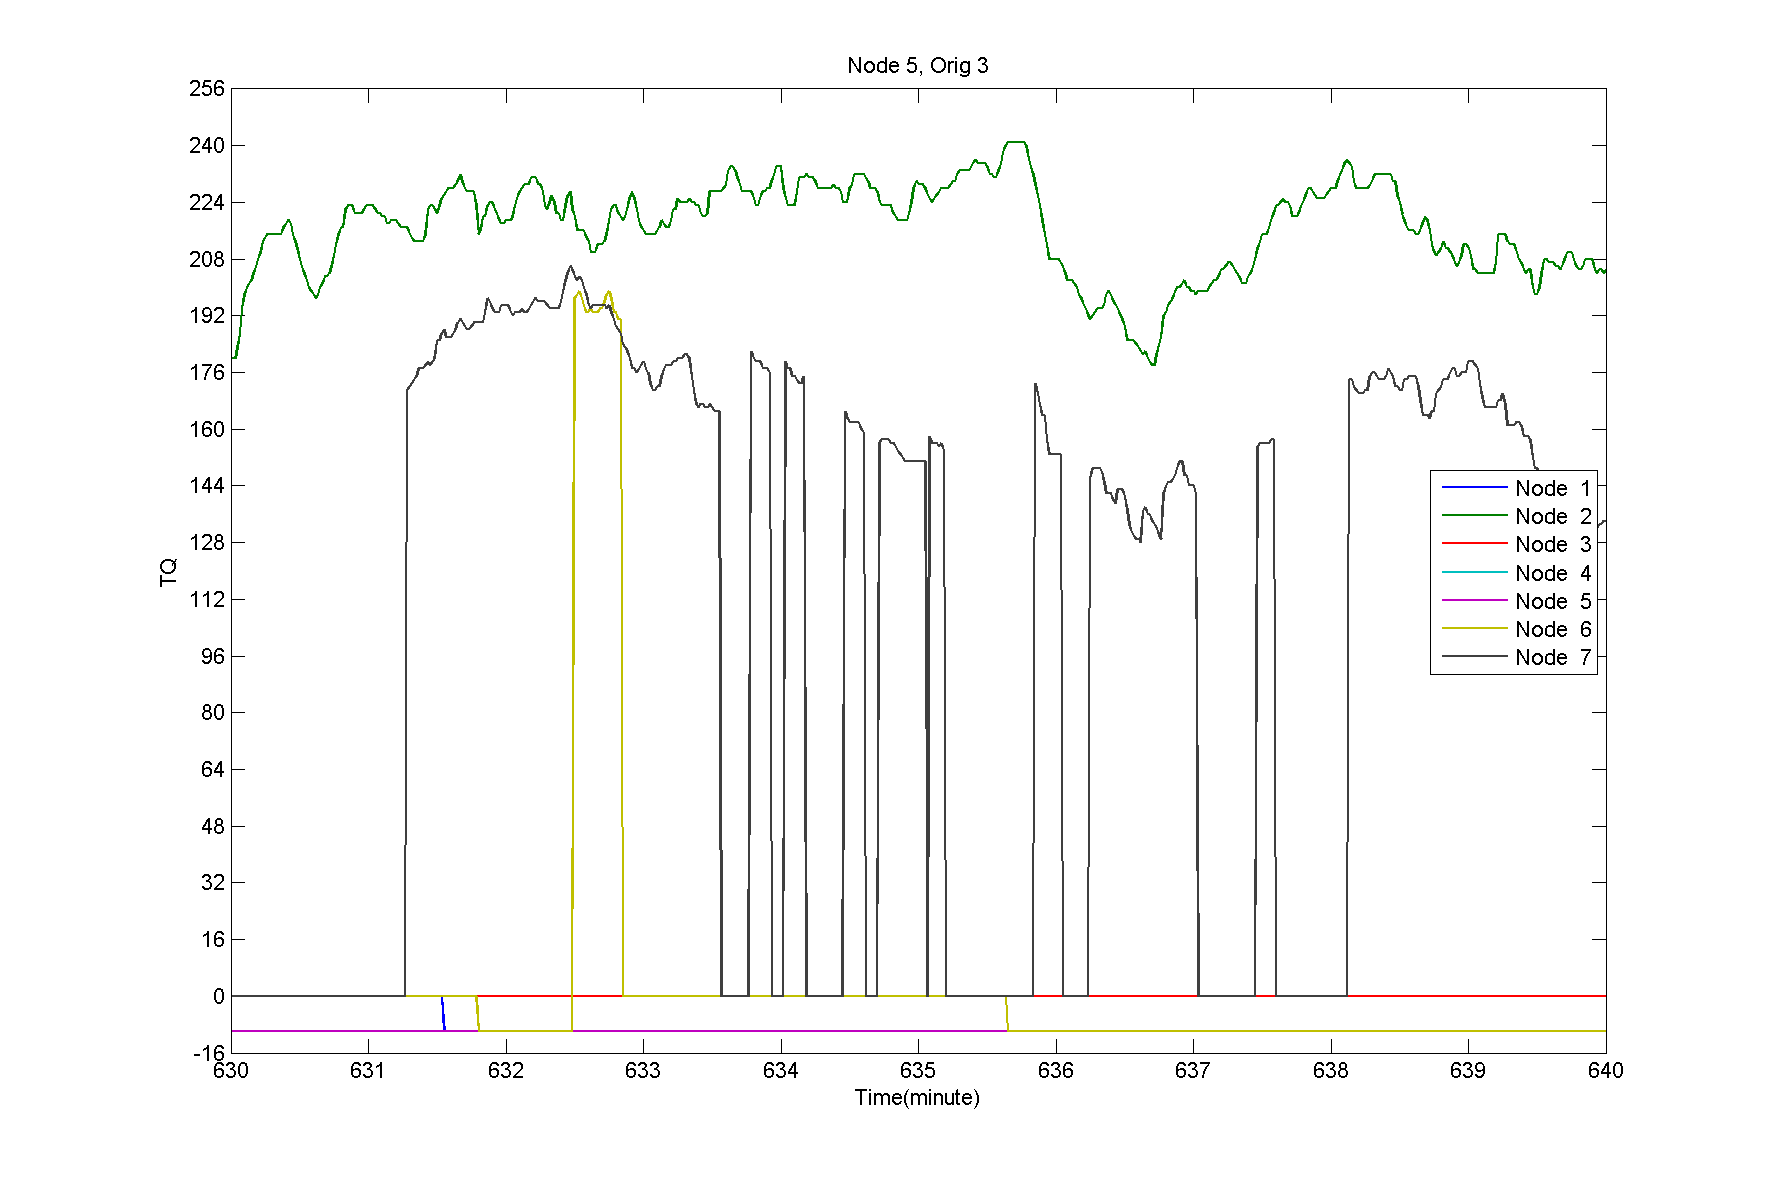 Node 5, Orig 3
256
240
224
208
192
176
160
144
128
112
96
80
64
48
32
16
0
-16
TQ
630 631 632 633 634 635 636 637 638 639 640
Time(minute)
Node 1
Node 2
Node 3
Node 4
Node 5
Node 6
Node 7